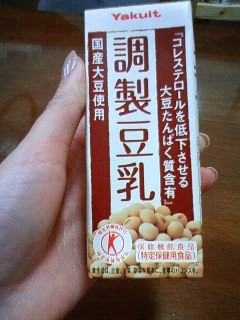 Yakult
『コレステロールを低下させる
大豆たんぱく質含有』
調製豆乳
国産大豆使用
保健機能食品
(特定保健用食品)